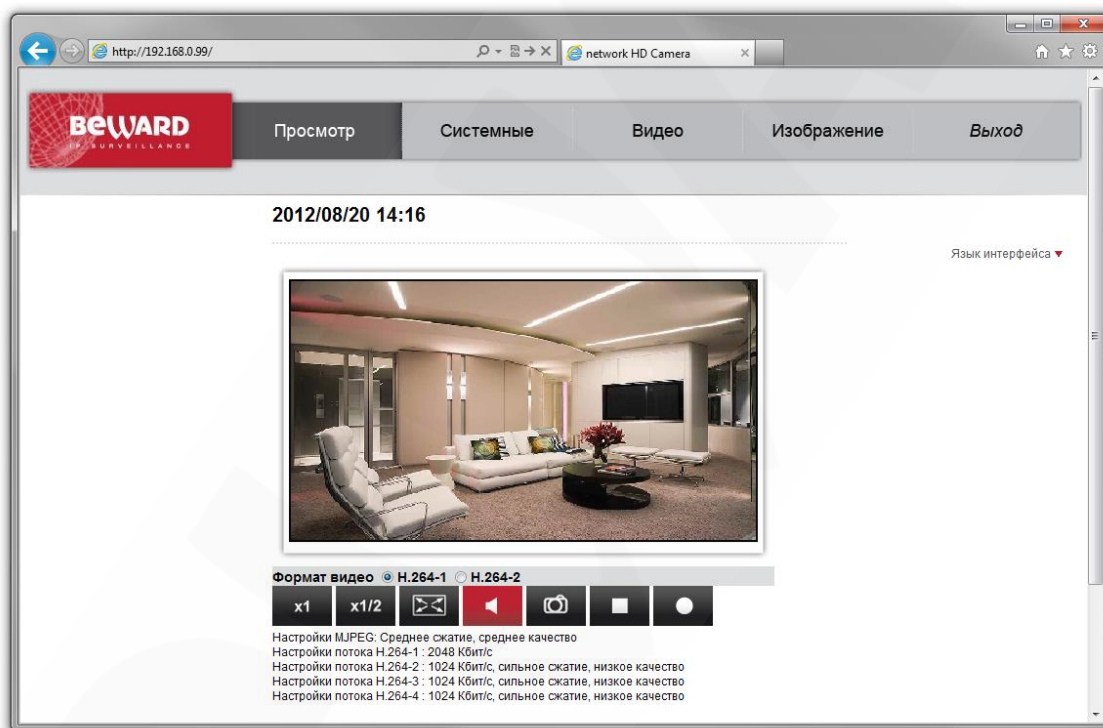 http://192.168.0.99/
network HD Camera
BEWARD
IP SURVEILLANCE
Просмотр Системные Видео Изображение Выход
2012/08/20 14:16
Язык интерфейса
Формат видео H.264-1 H.264-2
x1 x1/2
Настройки MJPEG: Среднее сжатие, среднее качество
Настройки потока H.264-1 : 2048 Кбит/с
Настройки потока H.264-2 : 1024 Кбит/с, сильное сжатие, низкое качество
Настройки потока H.264-3 : 1024 Кбит/с, сильное сжатие, низкое качество
Настройки потока H.264-4 : 1024 Кбит/с, сильное сжатие, низкое качество